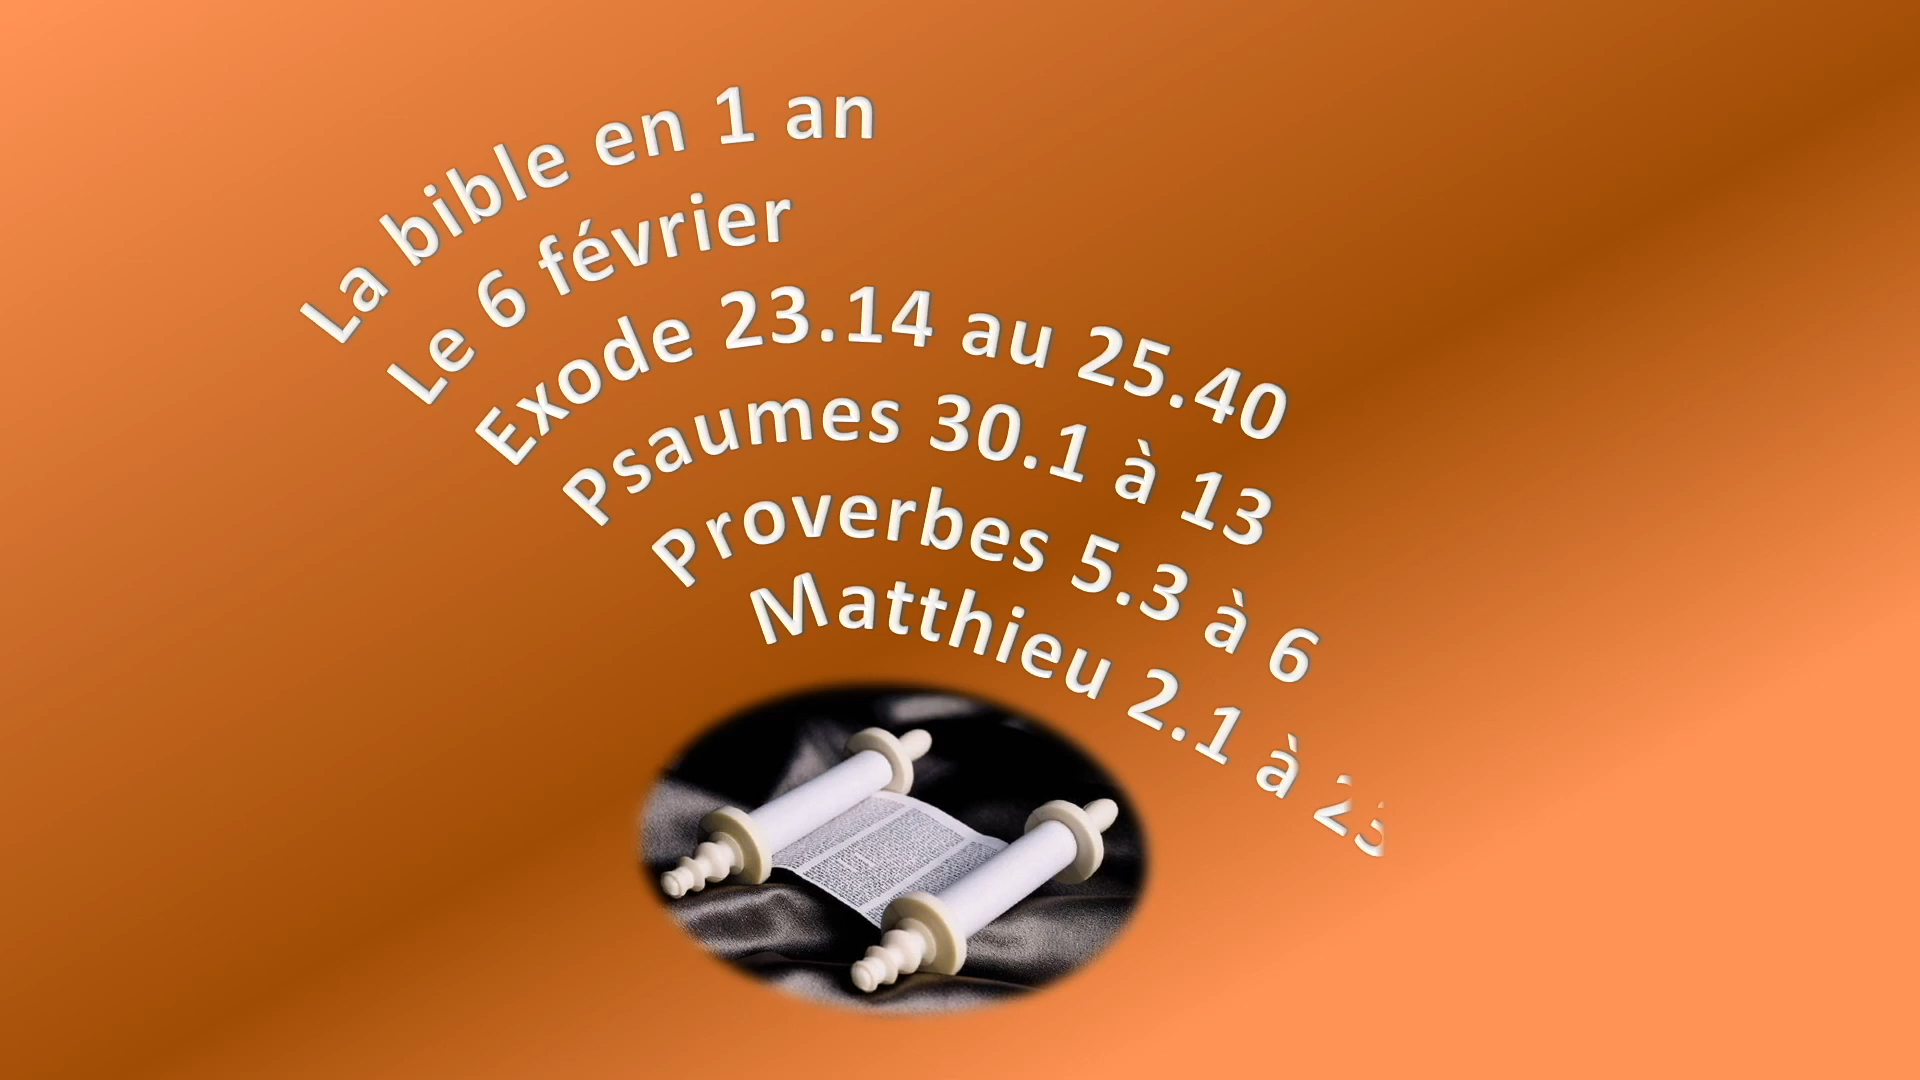 La bible en 1 an
Le 6 février
Exode 23.14 au 25.40
Psaumes 30.1 à 13
Proverbes 5.3 à 6
Matthieu 2.1 à 23